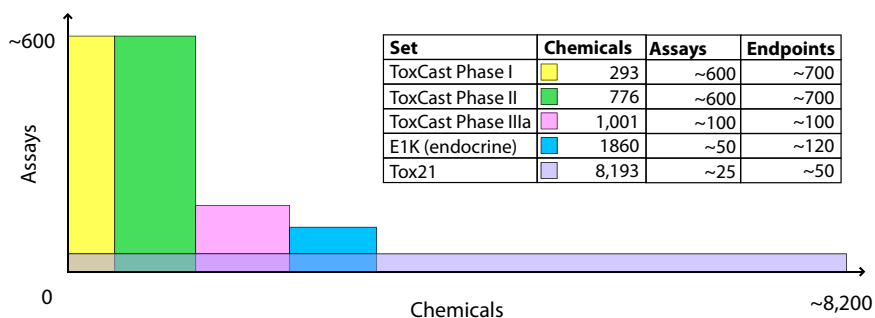 ~600
Assays
Set Chemicals Assays Endpoints
ToxCast Phase I 293 ~600 ~700
ToxCast Phase II 776 ~600 ~700
ToxCast Phase IIIa 1,001 ~100 ~100
E1K (endocrine) 1860 ~50 ~120
Tox21 8,193 ~25 ~50
0
Chemicals
~8,200